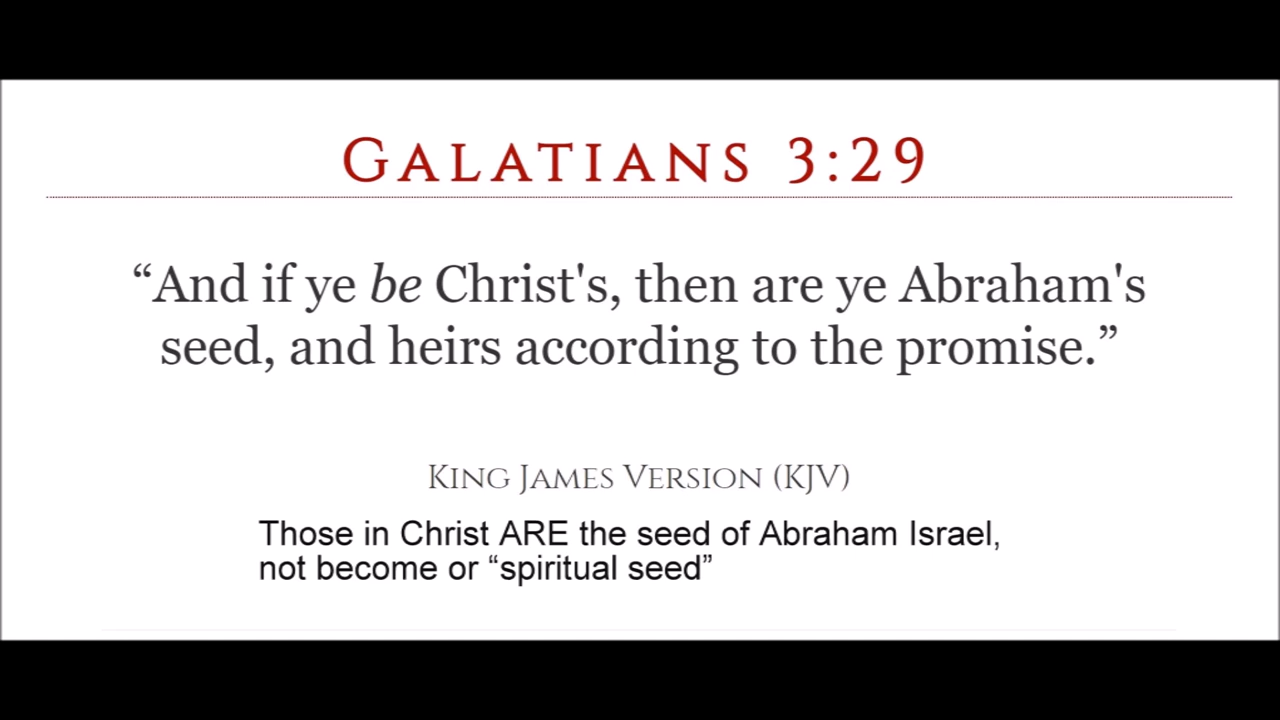 GALATIANS 3:29
“And if ye be Christ's, then are ye Abraham's
seed, and heirs according to the promise.”
KING JAMES VERSION (KJV)
Those in Christ ARE the seed of Abraham Israel,
not become or “spiritual seed”